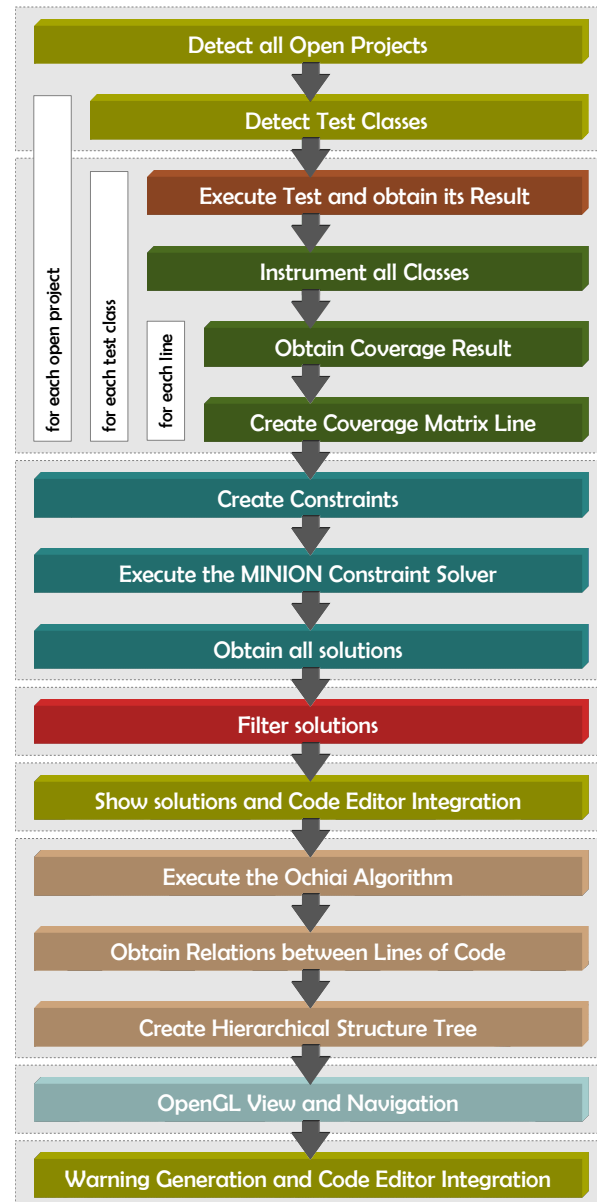 Detect all Open Projects
Detect Test Classes
Execute Test and obtain its Result
Instrument all Classes
Obtain Coverage Result
Create Coverage Matrix Line
for each open project
for each test class
for each line
Create Constraints
Execute the MINION Constraint Solver
Obtain all solutions
Filter solutions
Show solutions and Code Editor Integration
Execute the Ochiai Algorithm
Obtain Relations between Lines of Code
Create Hierarchical Structure Tree
OpenGL View and Navigation
Warning Generation and Code Editor Integration